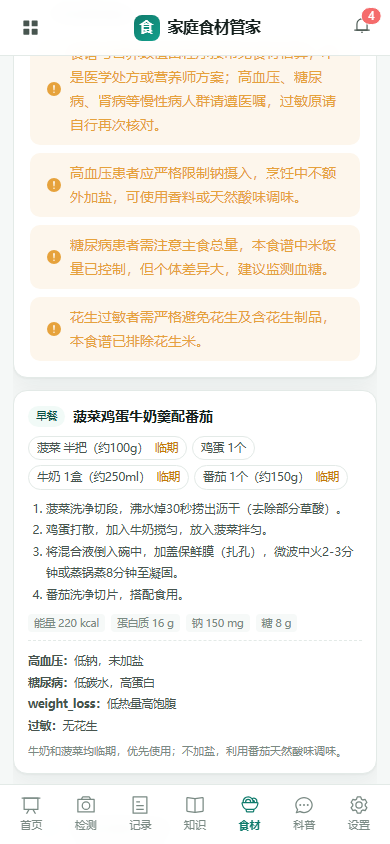 食 家庭食材管家 4
是医学处方或营养师方案；高血压、糖尿
病、肾病等慢性病人群请遵医嘱，过敏原请
自行再次核对。
高血压患者应严格限制钠摄入，烹饪中不额
外加盐，可使用香料或天然酸味调味。
糖尿病患者需注意主食总量，本食谱中米饭
量已控制，但个体差异大，建议监测血糖。
花生过敏者需严格避免花生及含花生制品，
本食谱已排除花生米。
早餐 菠菜鸡蛋牛奶羹配番茄
菠菜 半把（约100g） 临期 鸡蛋 1个
牛奶 1盒（约250ml） 临期 番茄 1个（约150g） 临期
1. 菠菜洗净切段，沸水焯30秒捞出沥干（去除部分草酸）。
2. 鸡蛋打散，加入牛奶搅匀，放入菠菜拌匀。
3. 将混合液倒入碗中，加盖保鲜膜（扎孔），微波中火2-3分
钟或蒸锅蒸8分钟至凝固。
4. 番茄洗净切片，搭配食用。
能量 220 kcal 蛋白质 16 g 钠 150 mg 糖 8 g
高血压：低钠，未加盐
糖尿病：低碳水，高蛋白
weight_loss：低热量高饱腹
过敏：无花生
牛奶和菠菜均临期，优先使用；不加盐，利用番茄天然酸味调味。
首页 检测 记录 知识 食材 科普 设置